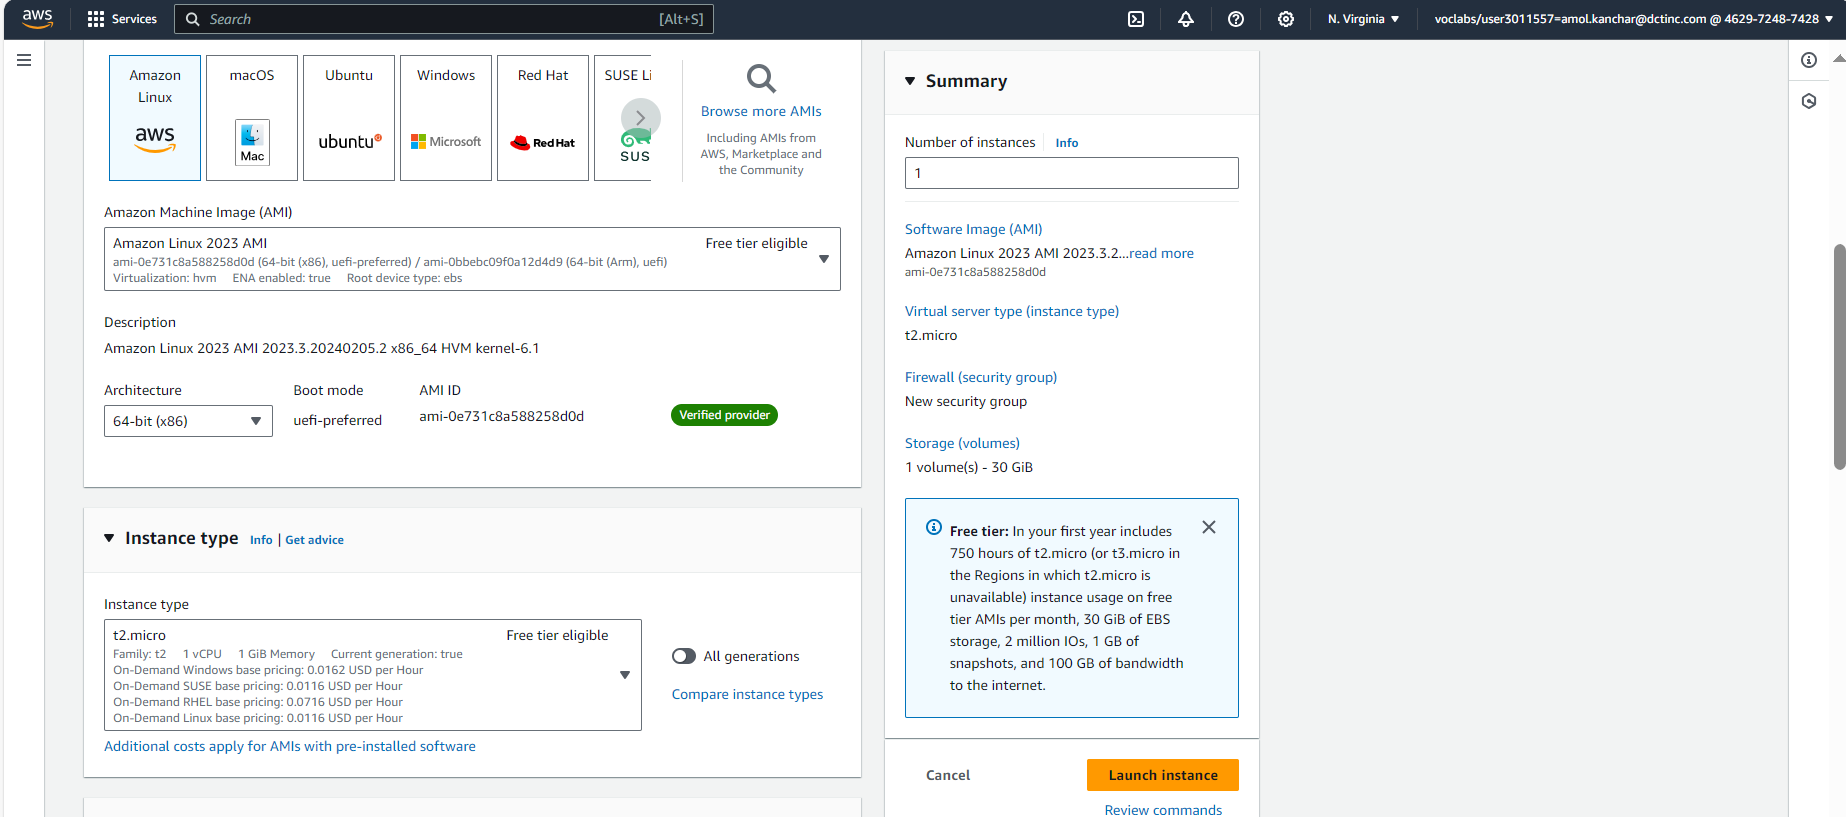 aws
Services
Search
[Alt+S]
N. Virginia
voclabs/user3011557=amol.kanchar@dctinc.com @ 4629-7248-7428
Amazon
Linux
aws
macOS
Mac
Ubuntu
ubuntu
Windows
Microsoft
Red Hat
Red Hat
SUSE Li
SUS
Browse more AMIs
Including AMIs from
AWS, Marketplace and
the Community
Amazon Machine Image (AMI)
Amazon Linux 2023 AMI
Free tier eligible
ami-0e731c8a588258d0d (64-bit (x86), uefi-preferred) / ami-0bbebc09f0a12d4d9 (64-bit (Arm), uefi)
Virtualization: hvm ENA enabled: true Root device type: ebs
Description
Amazon Linux 2023 AMI 2023.3.20240205.2 x86_64 HVM kernel-6.1
Architecture
Boot mode
AMI ID
64-bit (x86)
uefi-preferred
ami-0e731c8a588258d0d
Verified provider
Instance type
Info | Get advice
Instance type
t2.micro
Free tier eligible
Family: t2 1 vCPU 1 GiB Memory Current generation: true
On-Demand Windows base pricing: 0.0162 USD per Hour
On-Demand SUSE base pricing: 0.0116 USD per Hour
On-Demand RHEL base pricing: 0.0716 USD per Hour
On-Demand Linux base pricing: 0.0116 USD per Hour
All generations
Compare instance types
Additional costs apply for AMIs with pre-installed software
Summary
Number of instances
Info
1
Software Image (AMI)
Amazon Linux 2023 AMI 2023.3.2...read more
ami-0e731c8a588258d0d
Virtual server type (instance type)
t2.micro
Firewall (security group)
New security group
Storage (volumes)
1 volume(s) - 30 GiB
Free tier: In your first year includes
750 hours of t2.micro (or t3.micro in
the Regions in which t2.micro is
unavailable) instance usage on free
tier AMIs per month, 30 GiB of EBS
storage, 2 million IOs, 1 GB of
snapshots, and 100 GB of bandwidth
to the internet.
Cancel
Launch instance
Review commands